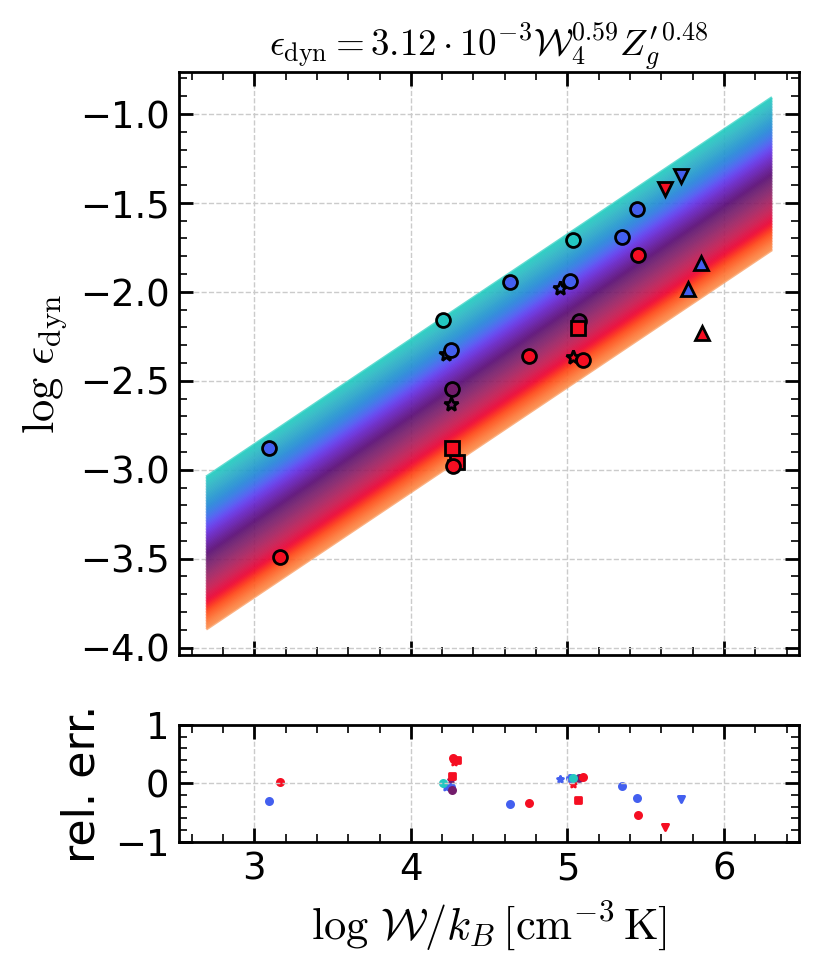 ϵ_dyn = 3.12 · 10^−3 𝒲_4^0.59 Z_g′^0.48
log ϵ_dyn
−1.0
−1.5
−2.0
−2.5
−3.0
−3.5
−4.0
rel. err.
1
0
−1
3 4 5 6
log 𝒲/k_B [cm^−3 K]